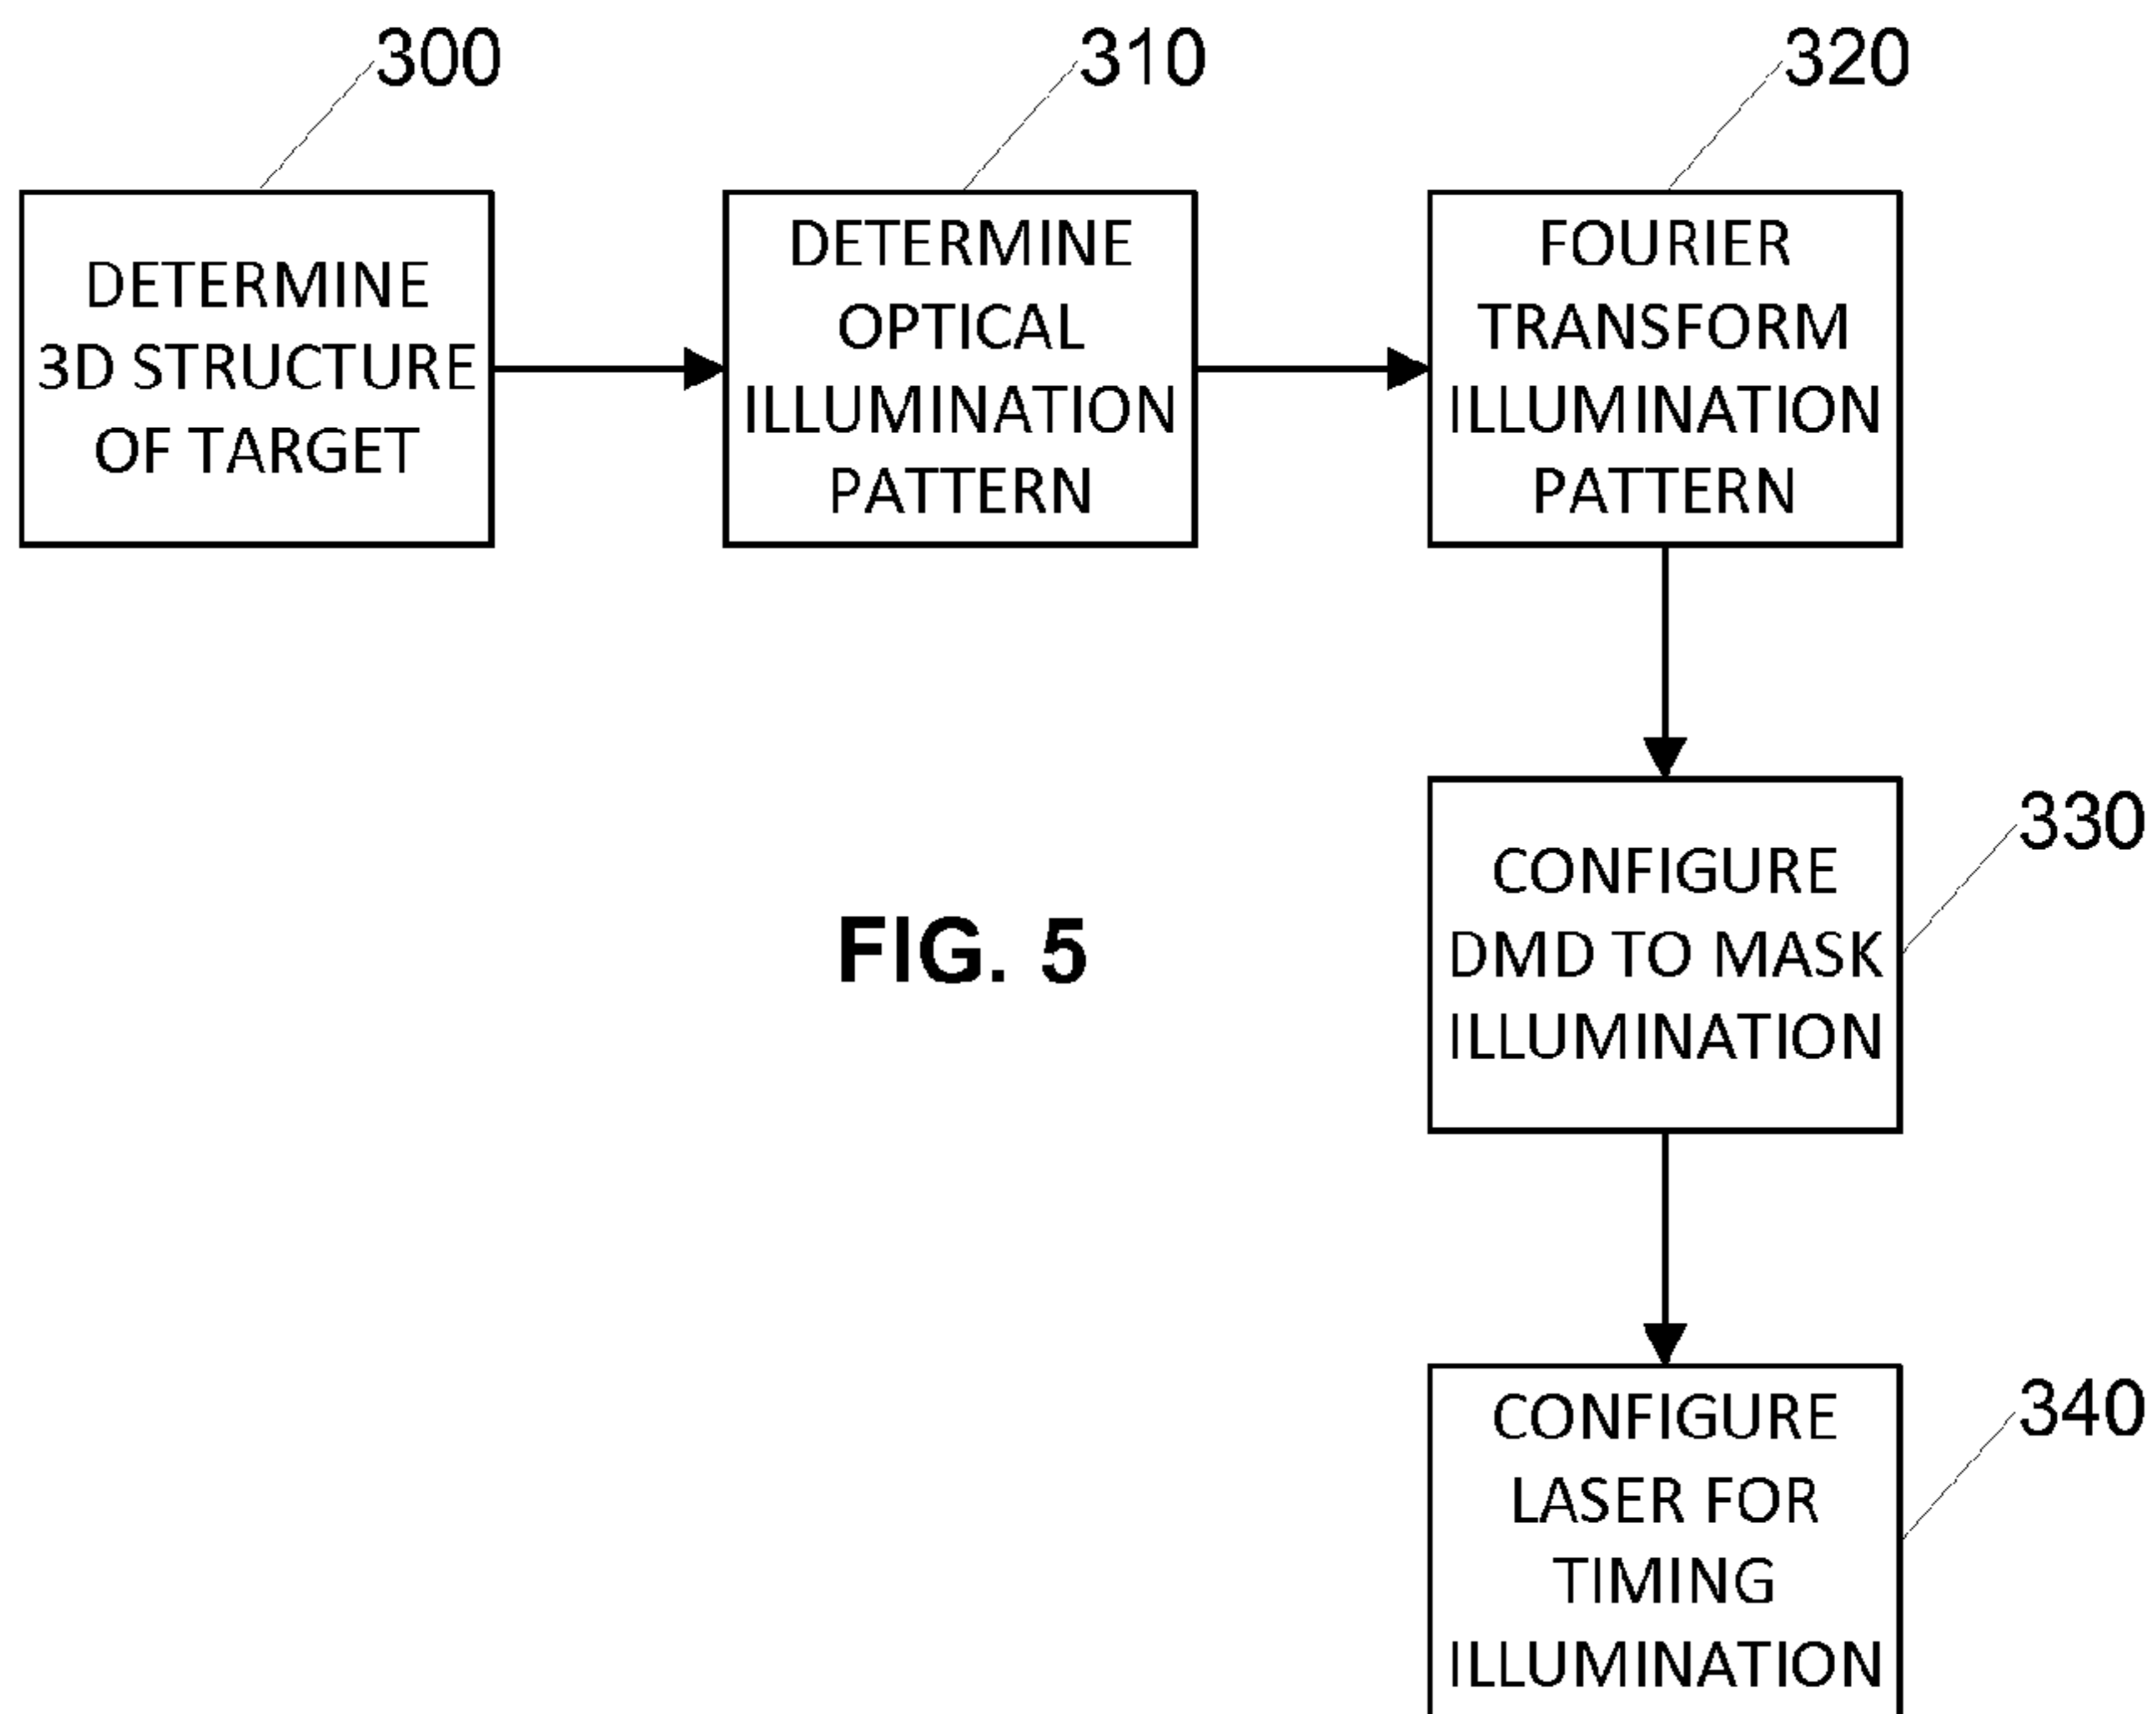 300
DETERMINE
3D STRUCTURE
OF TARGET
310
DETERMINE
OPTICAL
ILLUMINATION
PATTERN
320
FOURIER
TRANSFORM
ILLUMINATION
PATTERN
330
CONFIGURE
DMD TO MASK
ILLUMINATION
FIG. 5
340
CONFIGURE
LASER FOR
TIMING
ILLUMINATION